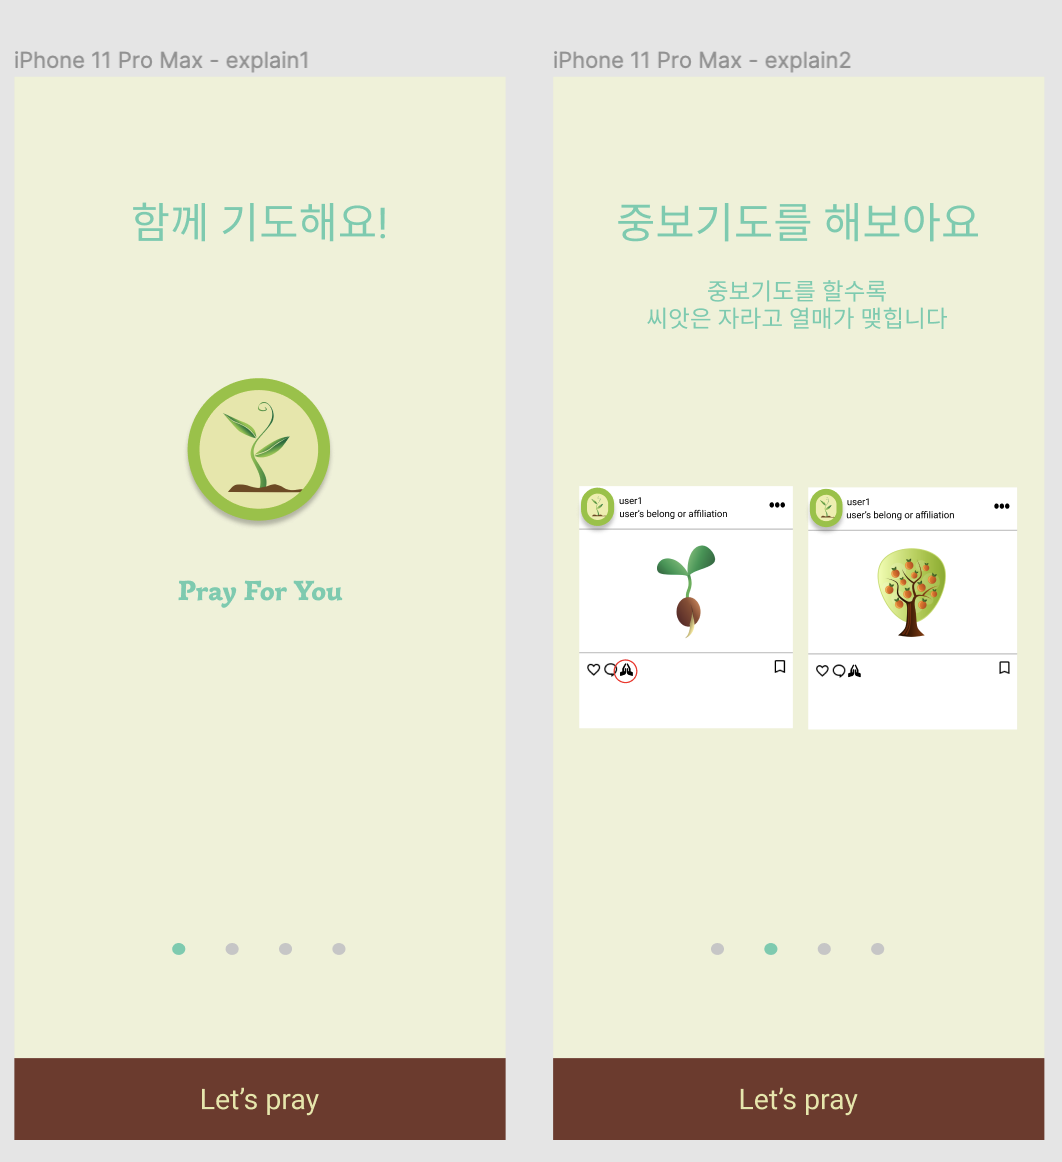 iPhone 11 Pro Max - explain1
함께 기도해요!
Pray For You
Let's pray
iPhone 11 Pro Max - explain2
중보기도를 해보아요
중보기도를 할수록
씨앗은 자라고 열매가 맺힙니다
user1
user's belong or affiliation
user1
user's belong or affiliation
Let's pray